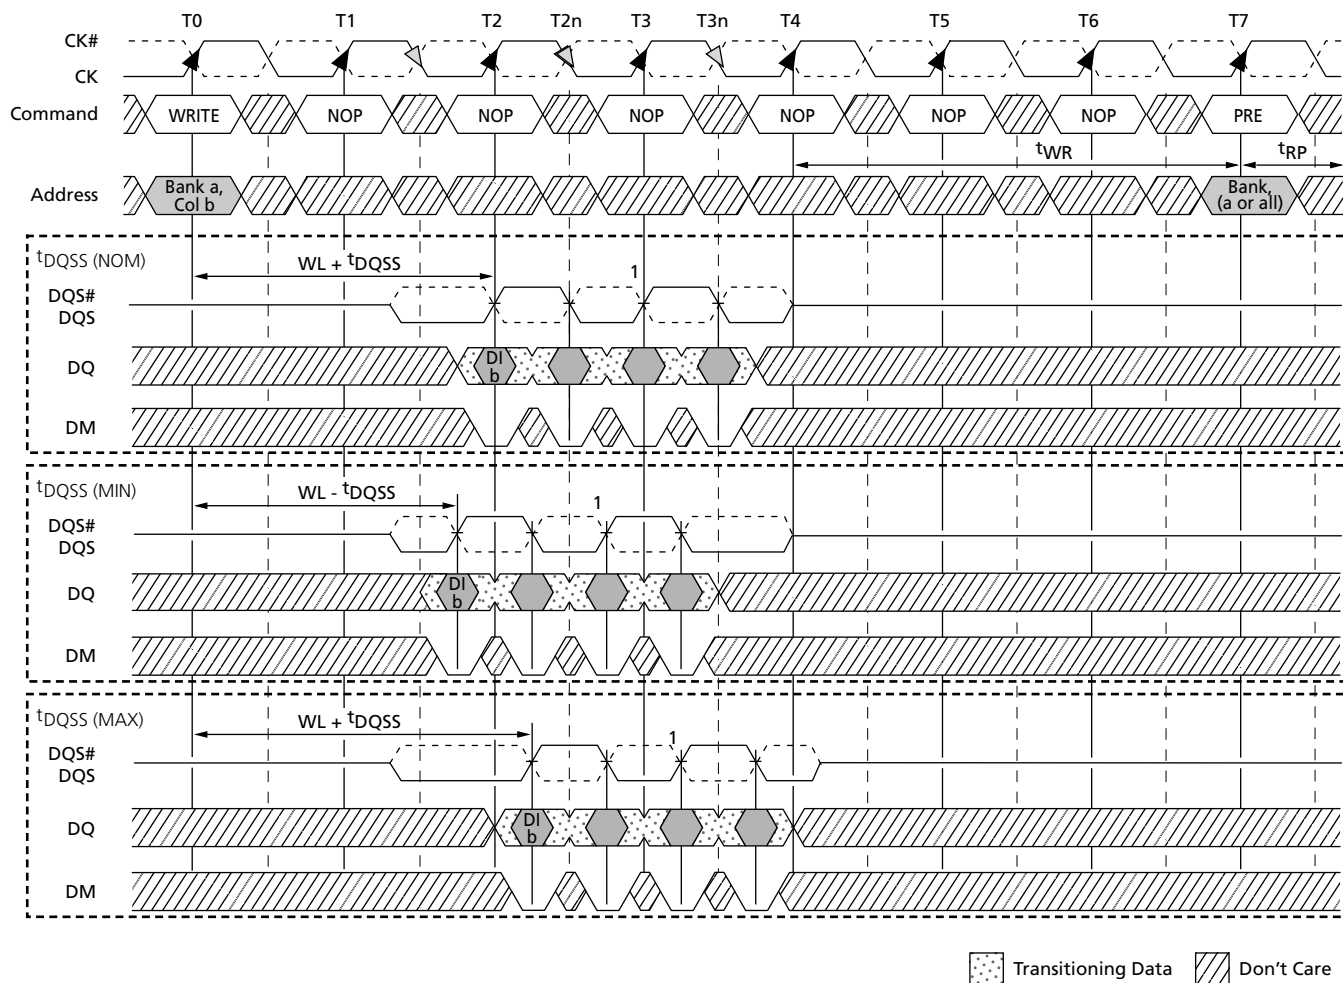 T0 T1 T2 T2n T3 T3n T4 T5 T6 T7
CK#
CK
Command WRITE NOP NOP NOP NOP NOP NOP PRE
tWR tRP
Address Bank a, Col b Bank, (a or all)
tDQSS (NOM)
WL + tDQSS 1
DQS#
DQS
DQ DI b
DM
tDQSS (MIN)
WL - tDQSS 1
DQS#
DQS
DQ DI b
DM
tDQSS (MAX)
WL + tDQSS 1
DQS#
DQS
DQ DI b
DM
Transitioning Data Don't Care